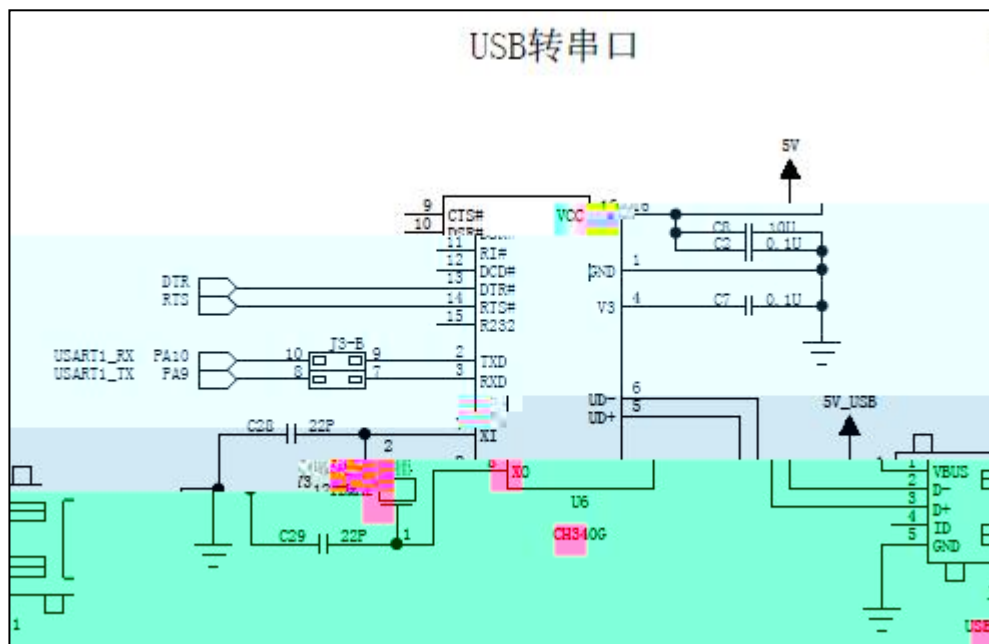 USB转串口
5V
9 CTS# VCC
10
C8 10U
11 C2 0.1U
RI#
12
DCD# GND 1
13
DTR DTR#
14
RTS RTS# V3 4 C7 0.1U
15
R232
J3-B
USART1_RX PA10 10 9 2 TXD
USART1_TX PA9 8 7 3 RXD
UD- 6
UD+ 5 5V_USB
C28 22P XI
2
XO 1 VBUS
2 D-
U6 3 D+
4 ID
C29 22P 1 CH340G 5 GND
1 USB